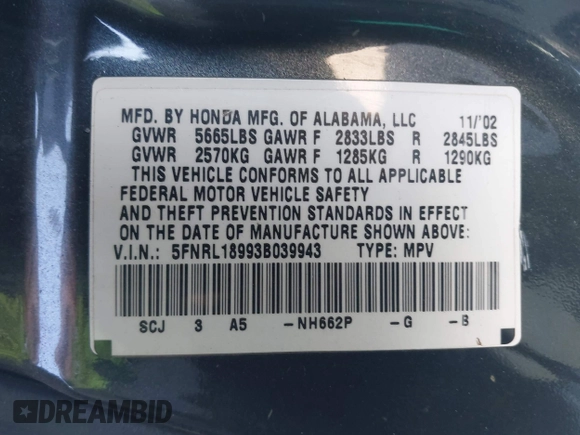 MFD. BY HONDA MFG. OF ALABAMA, LLC 11/'02
GVWR 5665LBS GAWR F 2833LBS R 2845LBS
GVWR 2570KG GAWR F 1285KG R 1290KG
THIS VEHICLE CONFORMS TO ALL APPLICABLE
FEDERAL MOTOR VEHICLE SAFETY
AND THEFT PREVENTION STANDARDS IN EFFECT
ON THE DATE OF MANUFACTURE SHOWN ABOVE:
V.I.N.: 5FNRL18993B039943 TYPE: MPV
SCJ 3 A5 -NH662P -G -B
DREAMBID